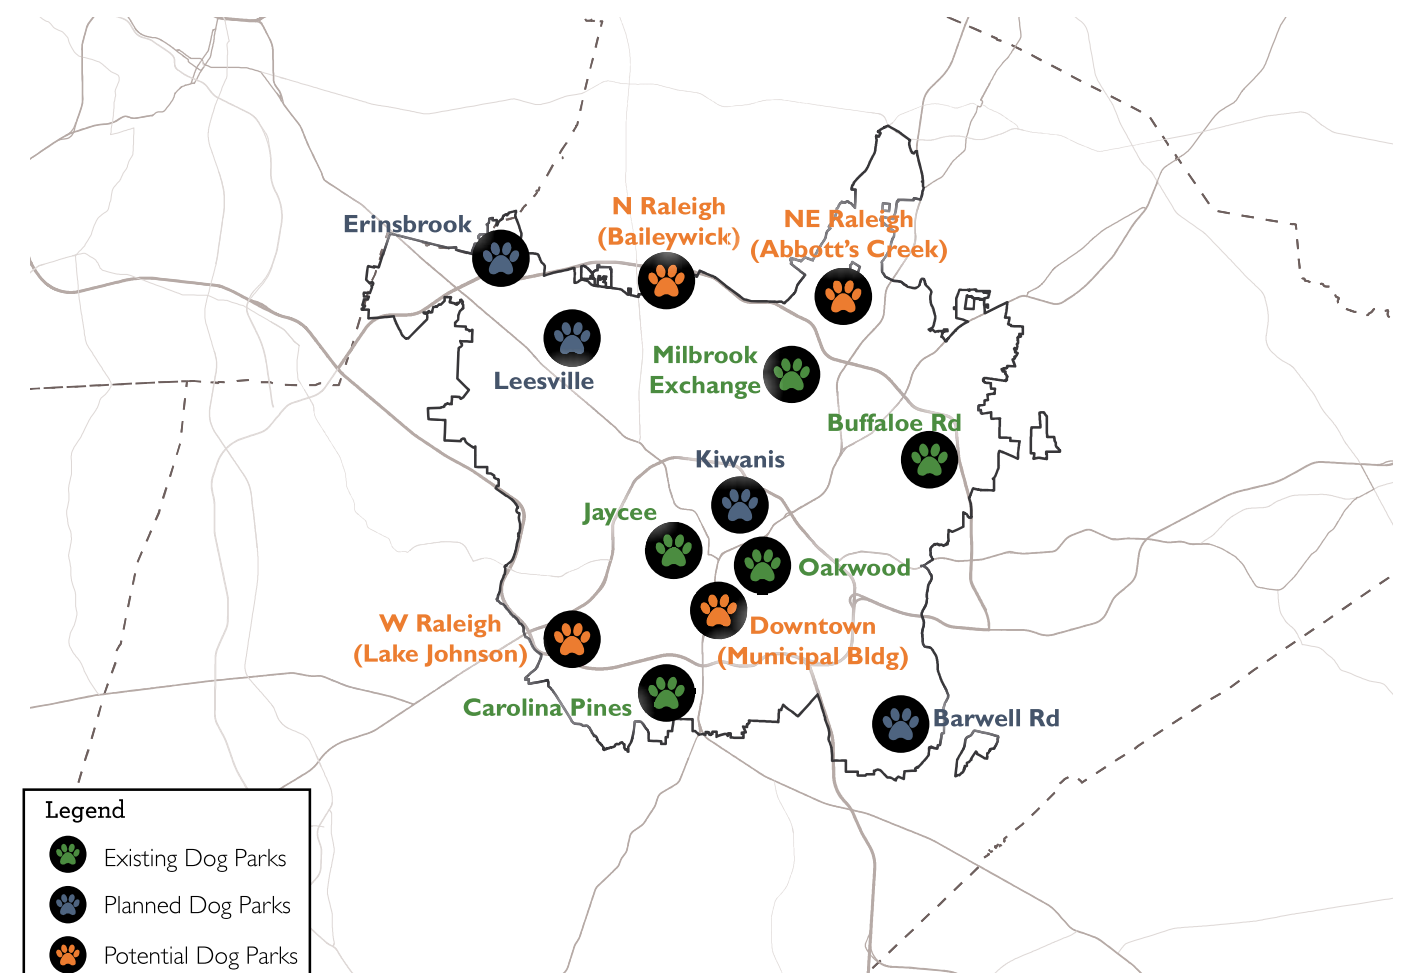 N Raleigh
(Baileywick)
NE Raleigh
(Abbott's Creek)
Erinsbrook
Milbrook
Exchange
Leesville
Buffaloe Rd
Kiwanis
Jaycee
Oakwood
W Raleigh
(Lake Johnson)
Downtown
(Municipal Bldg)
Carolina Pines
Barwell Rd
Legend
Existing Dog Parks
Planned Dog Parks
Potential Dog Parks